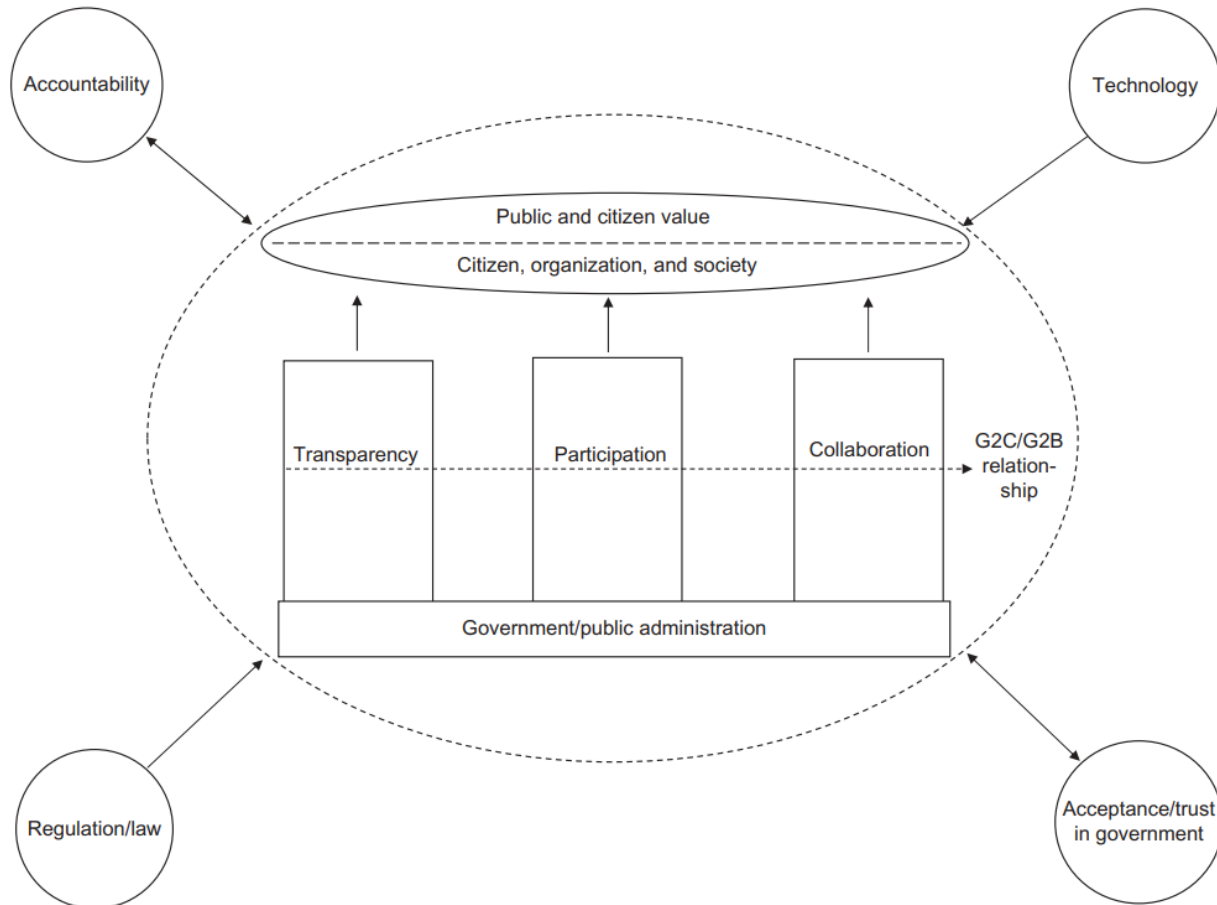 Accountability
Technology
Public and citizen value
Citizen, organization, and society
Transparency
Participation
Collaboration
G2C/G2B
relation-
ship
Government/public administration
Regulation/law
Acceptance/trust
in government